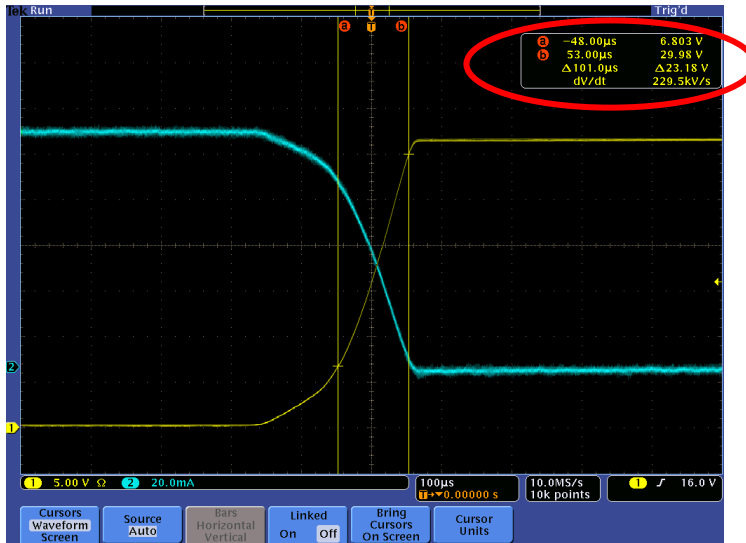 Tek Run Trig'd
T
a T b
a −48.00µs 6.803 V
b 53.00µs 29.98 V
Δ101.0µs Δ23.18 V
dV/dt 229.5kV/s
2
1
1 5.00 V Ω 2 20.0mA 100µs 10.0MS/s 1 ƒ 16.0 V
T→▼0.00000 s 10k points
Cursors
Waveform
Screen
Source
Auto
Bars
Horizontal
Vertical
Linked
On Off
Bring
Cursors
On Screen
Cursor
Units